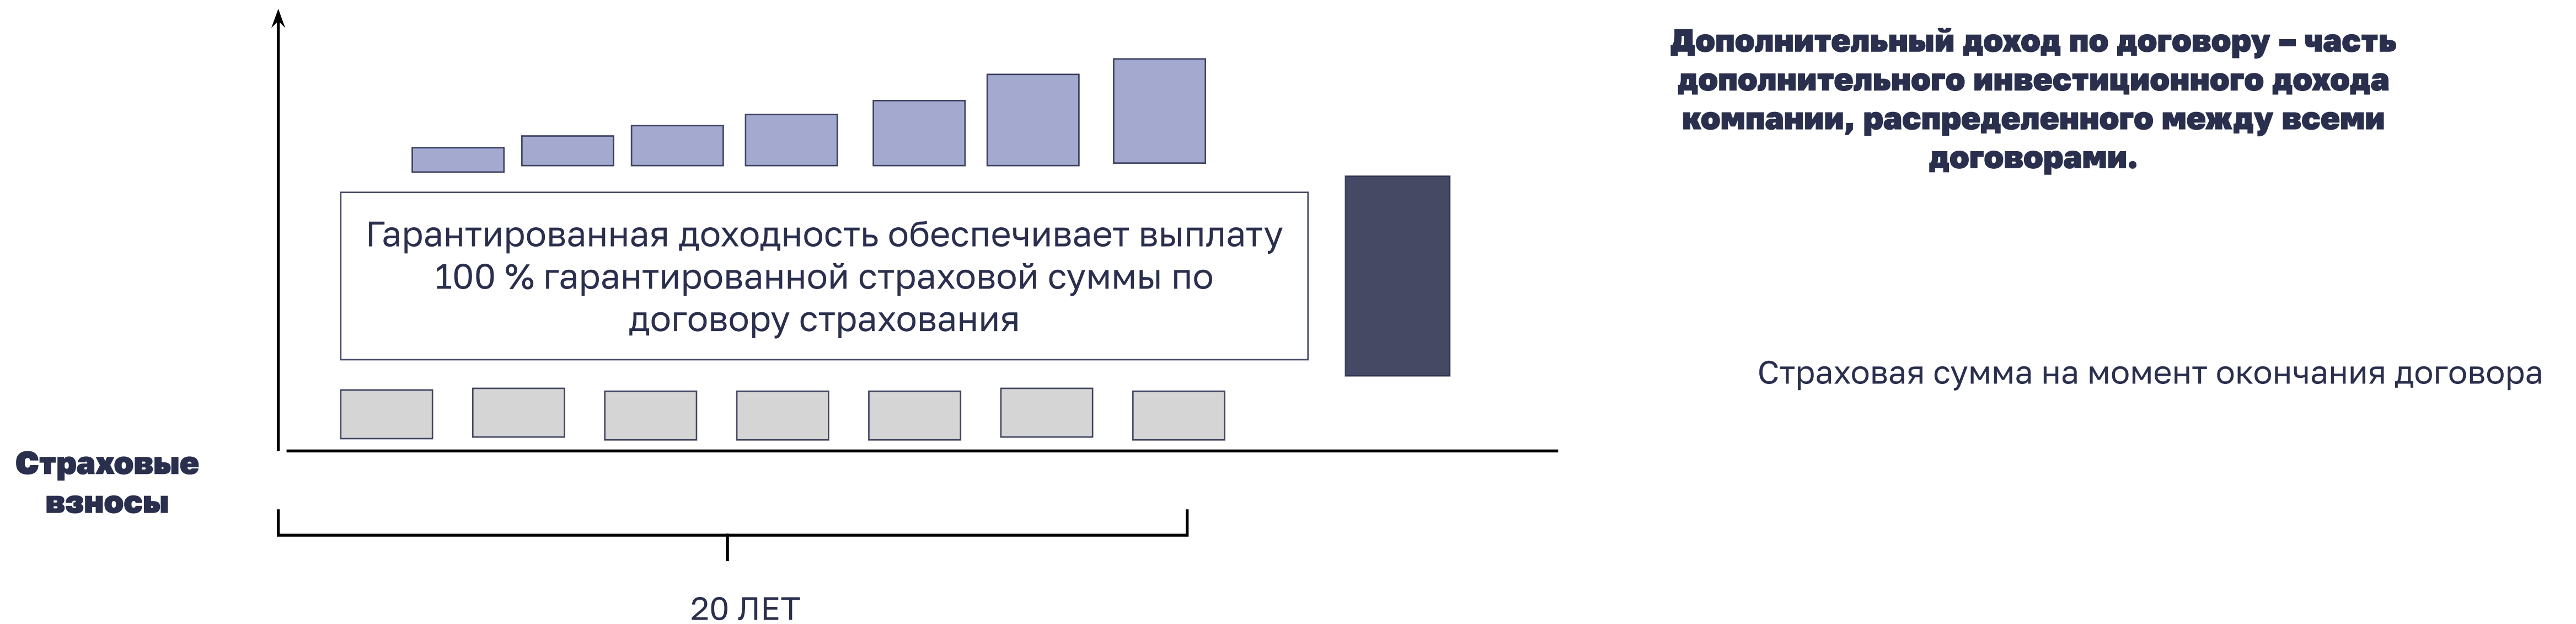 Дополнительный доход по договору – часть
дополнительного инвестиционного дохода
компании, распределенного между всеми
договорами.
Гарантированная доходность обеспечивает выплату
100 % гарантированной страховой суммы по
договору страхования
Страховая сумма на момент окончания договора
Страховые
взносы
20 ЛЕТ